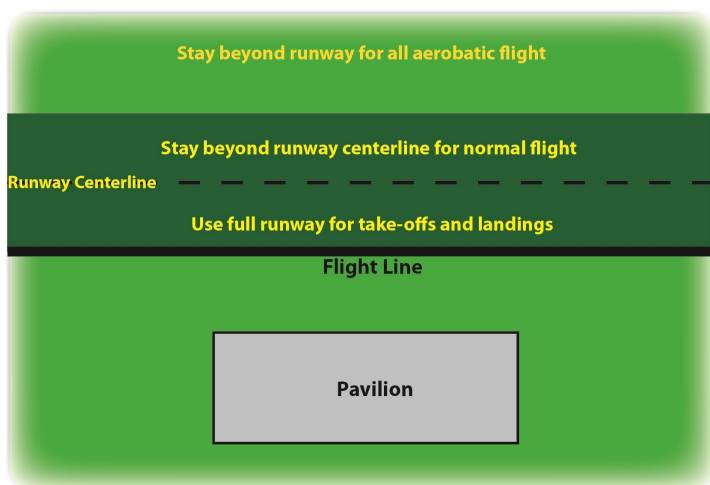 Stay beyond runway for all aerobatic flight
Stay beyond runway centerline for normal flight
Runway Centerline
Use full runway for take-offs and landings
Flight Line
Pavilion